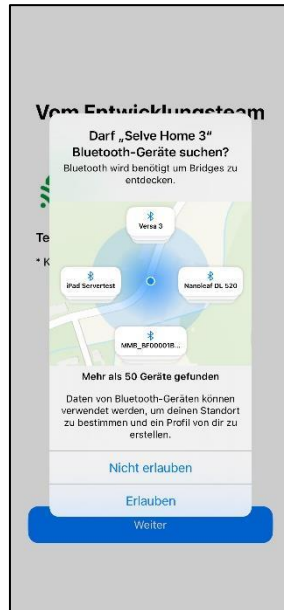 Vom Entwicklungsteam
Darf „Selve Home 3“
Bluetooth-Geräte suchen?
Bluetooth wird benötigt um Bridges zu
entdecken.
Versa 3
iPad Servertest
Nanoleaf DL 520
MMB_BF00001B...
Te
* K
Mehr als 50 Geräte gefunden
Daten von Bluetooth-Geräten können
verwendet werden, um deinen Standort
zu bestimmen und ein Profil von dir zu
erstellen.
Nicht erlauben
Erlauben
Weiter